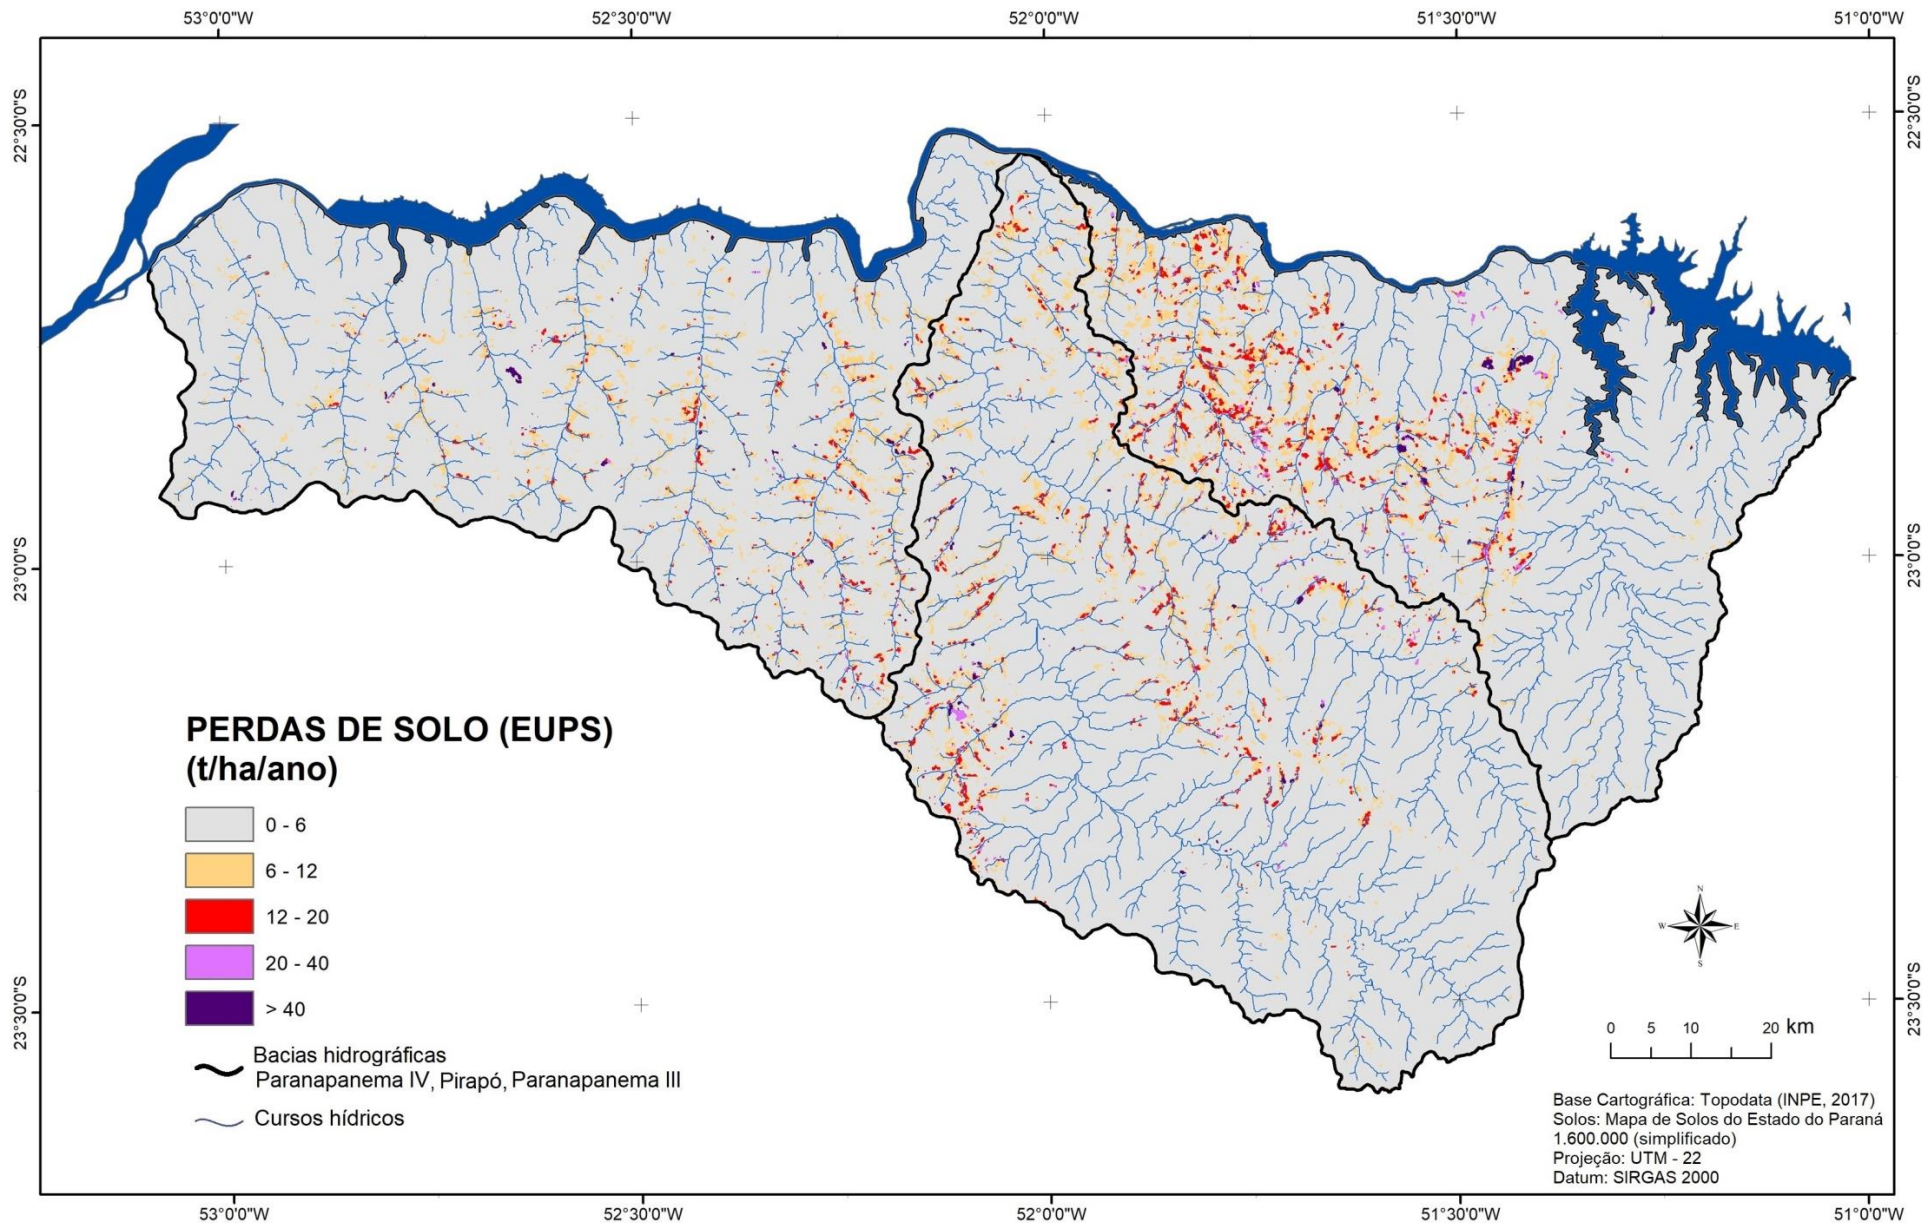 53°0'0"W
52°30'0"W
52°0'0"W
51°30'0"W
51°0'0"W
22°30'0"S
22°30'0"S
23°0'0"S
23°0'0"S
23°30'0"S
23°30'0"S
PERDAS DE SOLO (EUPS)
(t/ha/ano)
0 - 6
6 - 12
12 - 20
20 - 40
> 40
Bacias hidrográficas
Paranapanema IV, Pirapó, Paranapanema III
Cursos hídricos
N
W
E
S
0 5 10 20 km
Base Cartográfica: Topodata (INPE, 2017)
Solos: Mapa de Solos do Estado do Paraná
1.600.000 (simplificado)
Projeção: UTM - 22
Datum: SIRGAS 2000
53°0'0"W
52°30'0"W
52°0'0"W
51°30'0"W
51°0'0"W